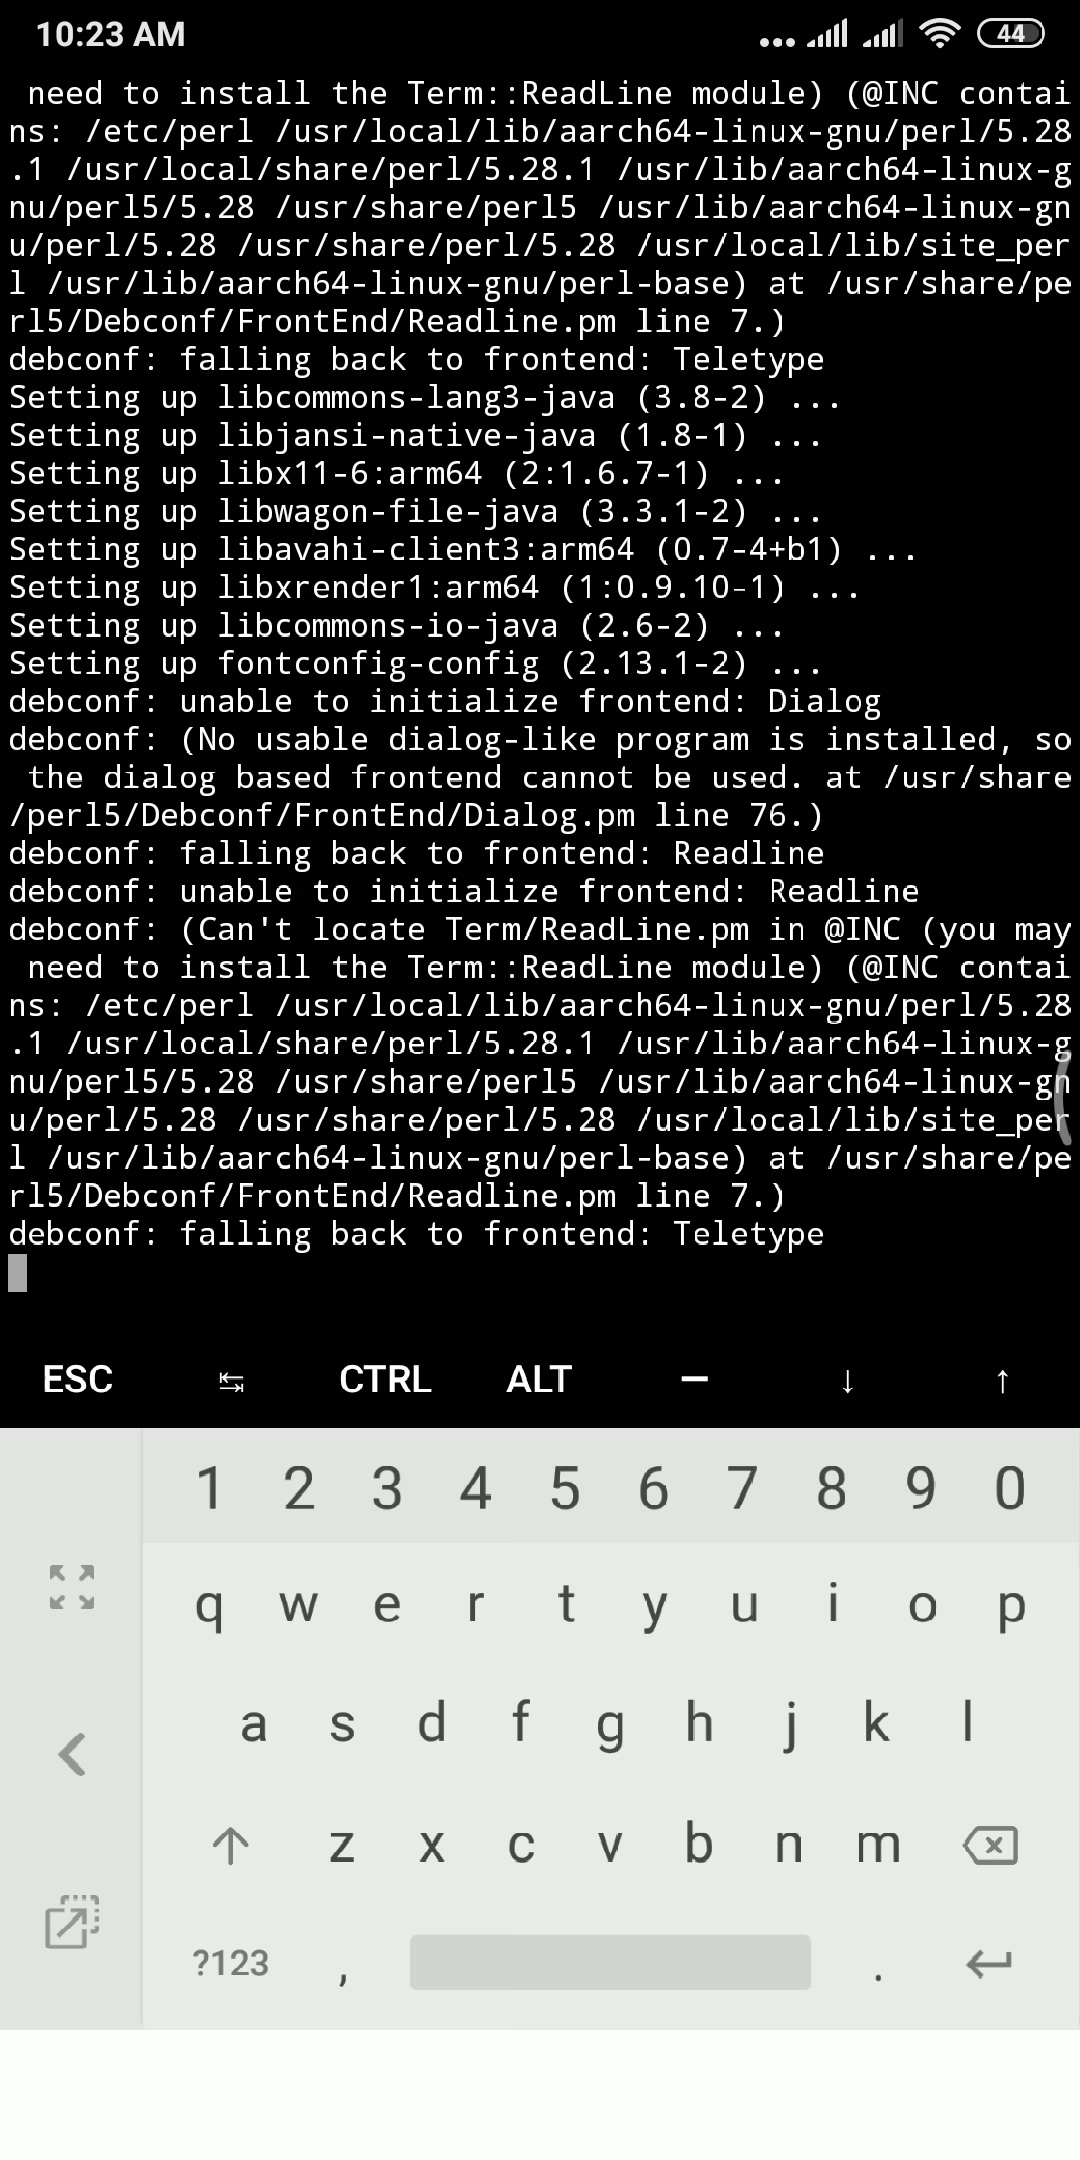 10:23 AM 44
need to install the Term::ReadLine module) (@INC contai
ns: /etc/perl /usr/local/lib/aarch64-linux-gnu/perl/5.28
.1 /usr/local/share/perl/5.28.1 /usr/lib/aarch64-linux-g
nu/perl5/5.28 /usr/share/perl5 /usr/lib/aarch64-linux-gn
u/perl/5.28 /usr/share/perl/5.28 /usr/local/lib/site_per
l /usr/lib/aarch64-linux-gnu/perl-base) at /usr/share/pe
rl5/Debconf/FrontEnd/Readline.pm line 7.)
debconf: falling back to frontend: Teletype
Setting up libcommons-lang3-java (3.8-2) ...
Setting up libjansi-native-java (1.8-1) ...
Setting up libx11-6:arm64 (2:1.6.7-1) ...
Setting up libwagon-file-java (3.3.1-2) ...
Setting up libavahi-client3:arm64 (0.7-4+b1) ...
Setting up libxrender1:arm64 (1:0.9.10-1) ...
Setting up libcommons-io-java (2.6-2) ...
Setting up fontconfig-config (2.13.1-2) ...
debconf: unable to initialize frontend: Dialog
debconf: (No usable dialog-like program is installed, so
the dialog based frontend cannot be used. at /usr/share
/perl5/Debconf/FrontEnd/Dialog.pm line 76.)
debconf: falling back to frontend: Readline
debconf: unable to initialize frontend: Readline
debconf: (Can't locate Term/ReadLine.pm in @INC (you may
need to install the Term::ReadLine module) (@INC contai
ns: /etc/perl /usr/local/lib/aarch64-linux-gnu/perl/5.28
.1 /usr/local/share/perl/5.28.1 /usr/lib/aarch64-linux-g
nu/perl5/5.28 /usr/share/perl5 /usr/lib/aarch64-linux-gn
u/perl/5.28 /usr/share/perl/5.28 /usr/local/lib/site_per
l /usr/lib/aarch64-linux-gnu/perl-base) at /usr/share/pe
rl5/Debconf/FrontEnd/Readline.pm line 7.)
debconf: falling back to frontend: Teletype
ESC ↹ CTRL ALT — ↓ ↑
1 2 3 4 5 6 7 8 9 0
q w e r t y u i o p
a s d f g h j k l
z x c v b n m
?123 , .